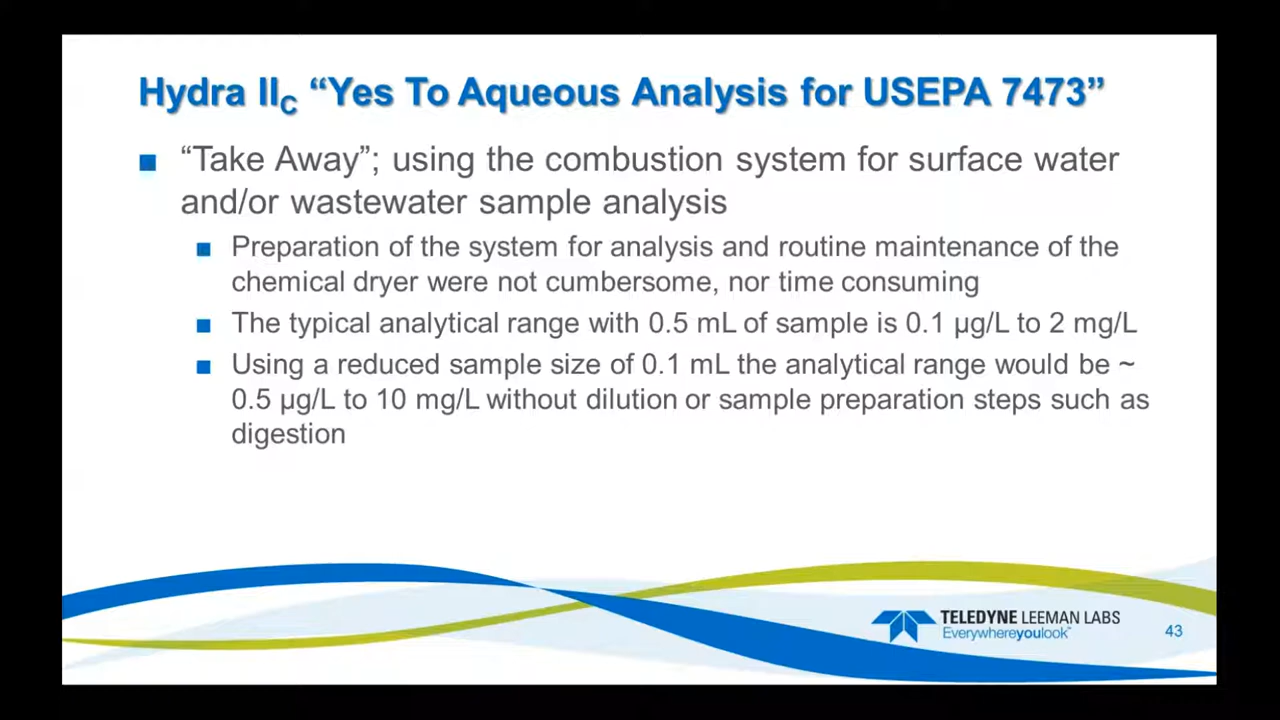 Hydra IIC “Yes To Aqueous Analysis for USEPA 7473”
“Take Away”; using the combustion system for surface water
and/or wastewater sample analysis
Preparation of the system for analysis and routine maintenance of the
chemical dryer were not cumbersome, nor time consuming
The typical analytical range with 0.5 mL of sample is 0.1 µg/L to 2 mg/L
Using a reduced sample size of 0.1 mL the analytical range would be ~
0.5 µg/L to 10 mg/L without dilution or sample preparation steps such as
digestion
TELEDYNE LEEMAN LABS
Everywhereyoulook™
43